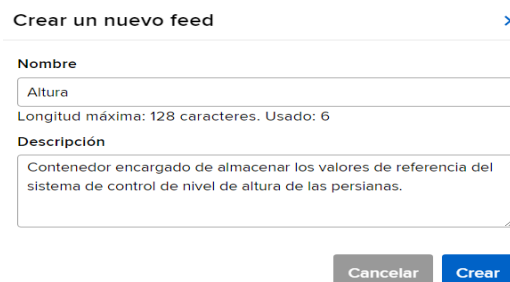 Crear un nuevo feed
Nombre
Altura
Longitud máxima: 128 caracteres. Usado: 6
Descripción
Contenedor encargado de almacenar los valores de referencia del
sistema de control de nivel de altura de las persianas.
Cancelar
Crear